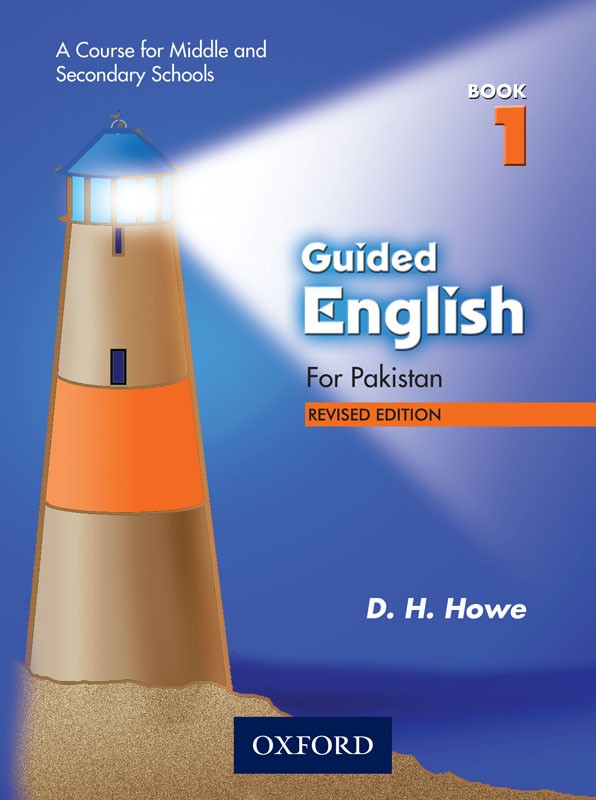 A Course for Middle and
Secondary Schools
BOOK
1
Guided
English
For Pakistan
REVISED EDITION
D. H. Howe
OXFORD